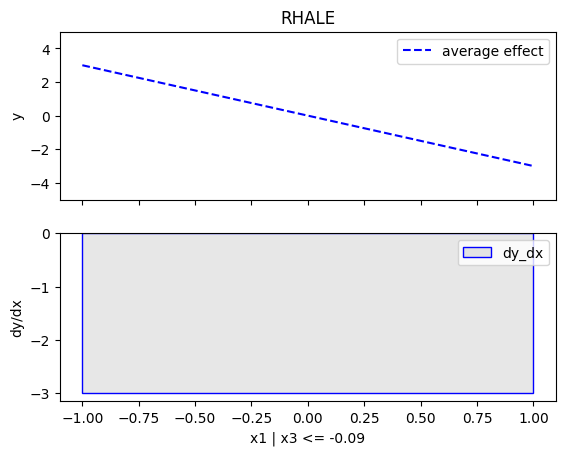 RHALE
4
2
0
−2
−4
y
average effect
0
−1
−2
−3
dy/dx
dy_dx
−1.00 −0.75 −0.50 −0.25 0.00 0.25 0.50 0.75 1.00
x1 | x3 <= -0.09